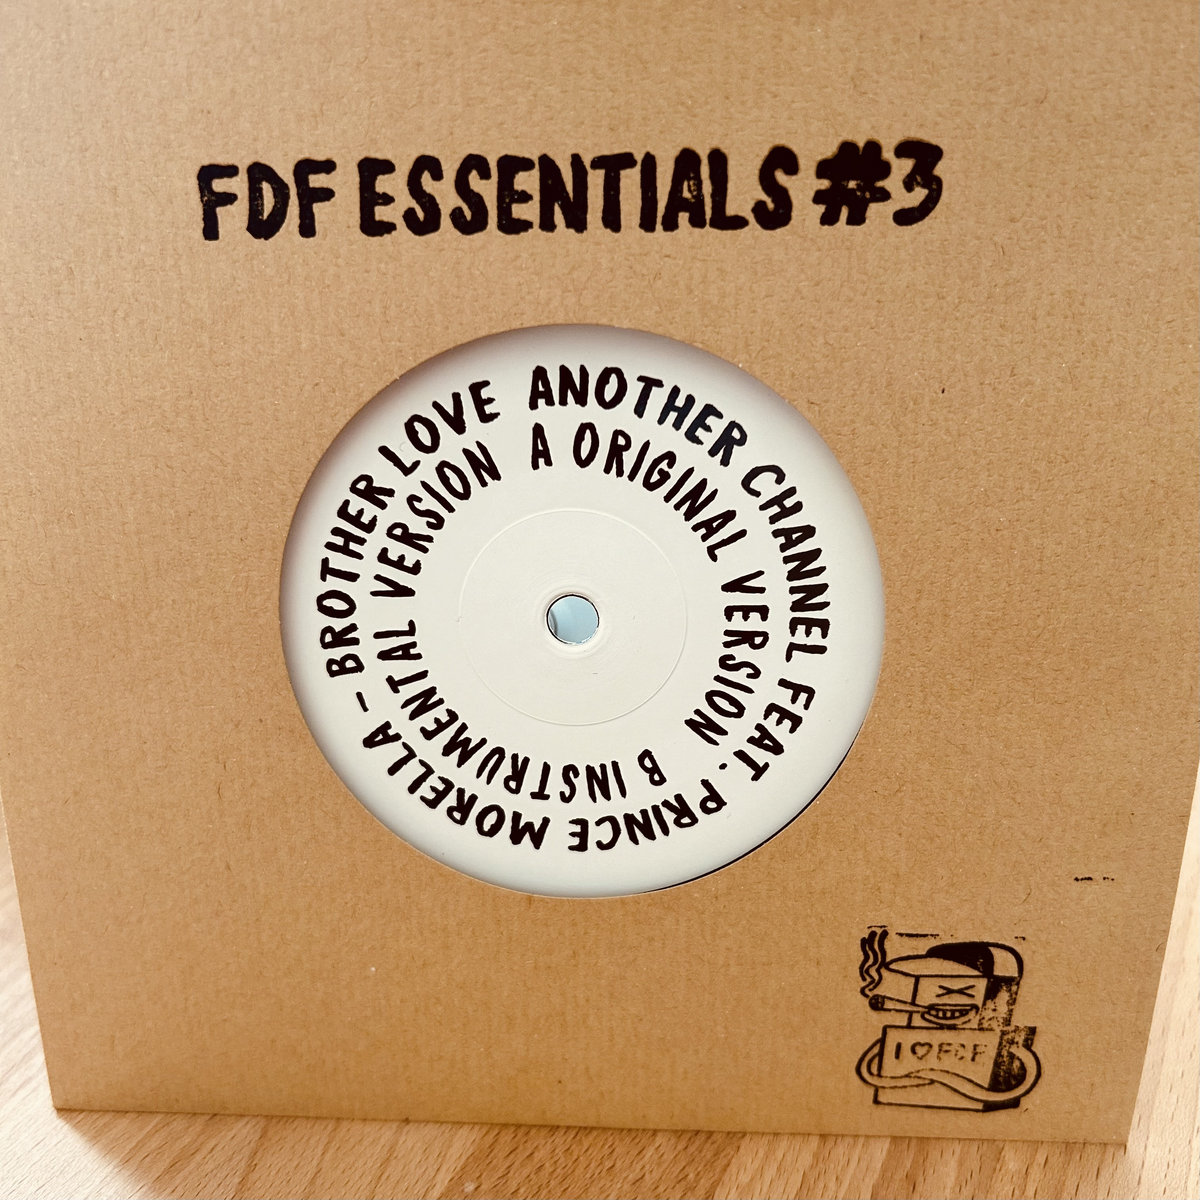 FDF ESSENTIALS #3
ANOTHER CHANNEL FEAT. PRINCE MORELLA - BROTHER LOVE
A ORIGINAL VERSION B INSTRUMENTAL VERSION
I ♡ FDF